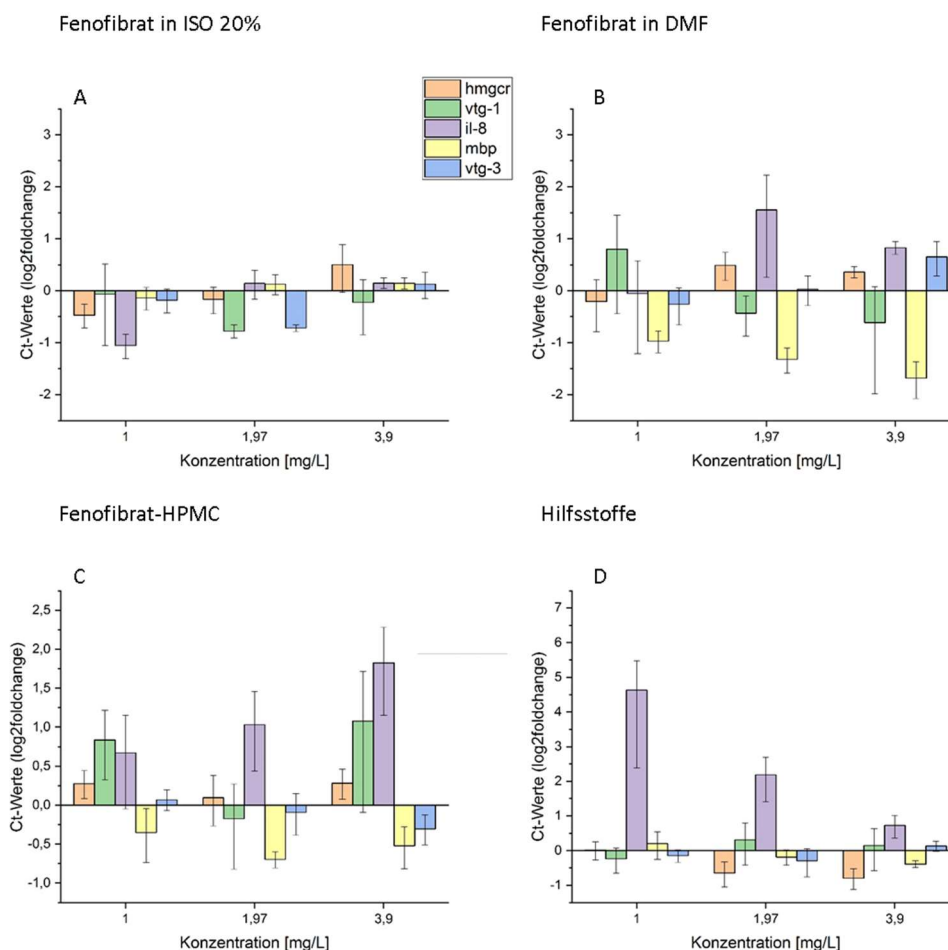 Fenofibrat in ISO 20%
Fenofibrat in DMF
A
hmgcr
vtg-1
il-8
mbp
vtg-3
B
3
2
1
0
-1
-2
Ct-Werte (log2foldchange)
1
1,97
3,9
Konzentration [mg/L]
3
2
1
0
-1
-2
Ct-Werte (log2foldchange)
1
1,97
3,9
Konzentration [mg/L]
Fenofibrat-HPMC
Hilfsstoffe
C
D
2,5
2,0
1,5
1,0
0,5
0,0
-0,5
-1,0
Ct-Werte (log2foldchange)
1
1,97
3,9
Konzentration [mg/L]
7
6
5
4
3
2
1
0
-1
Ct-Werte (log2foldchange)
1
1,97
3,9
Konzentration [mg/L]